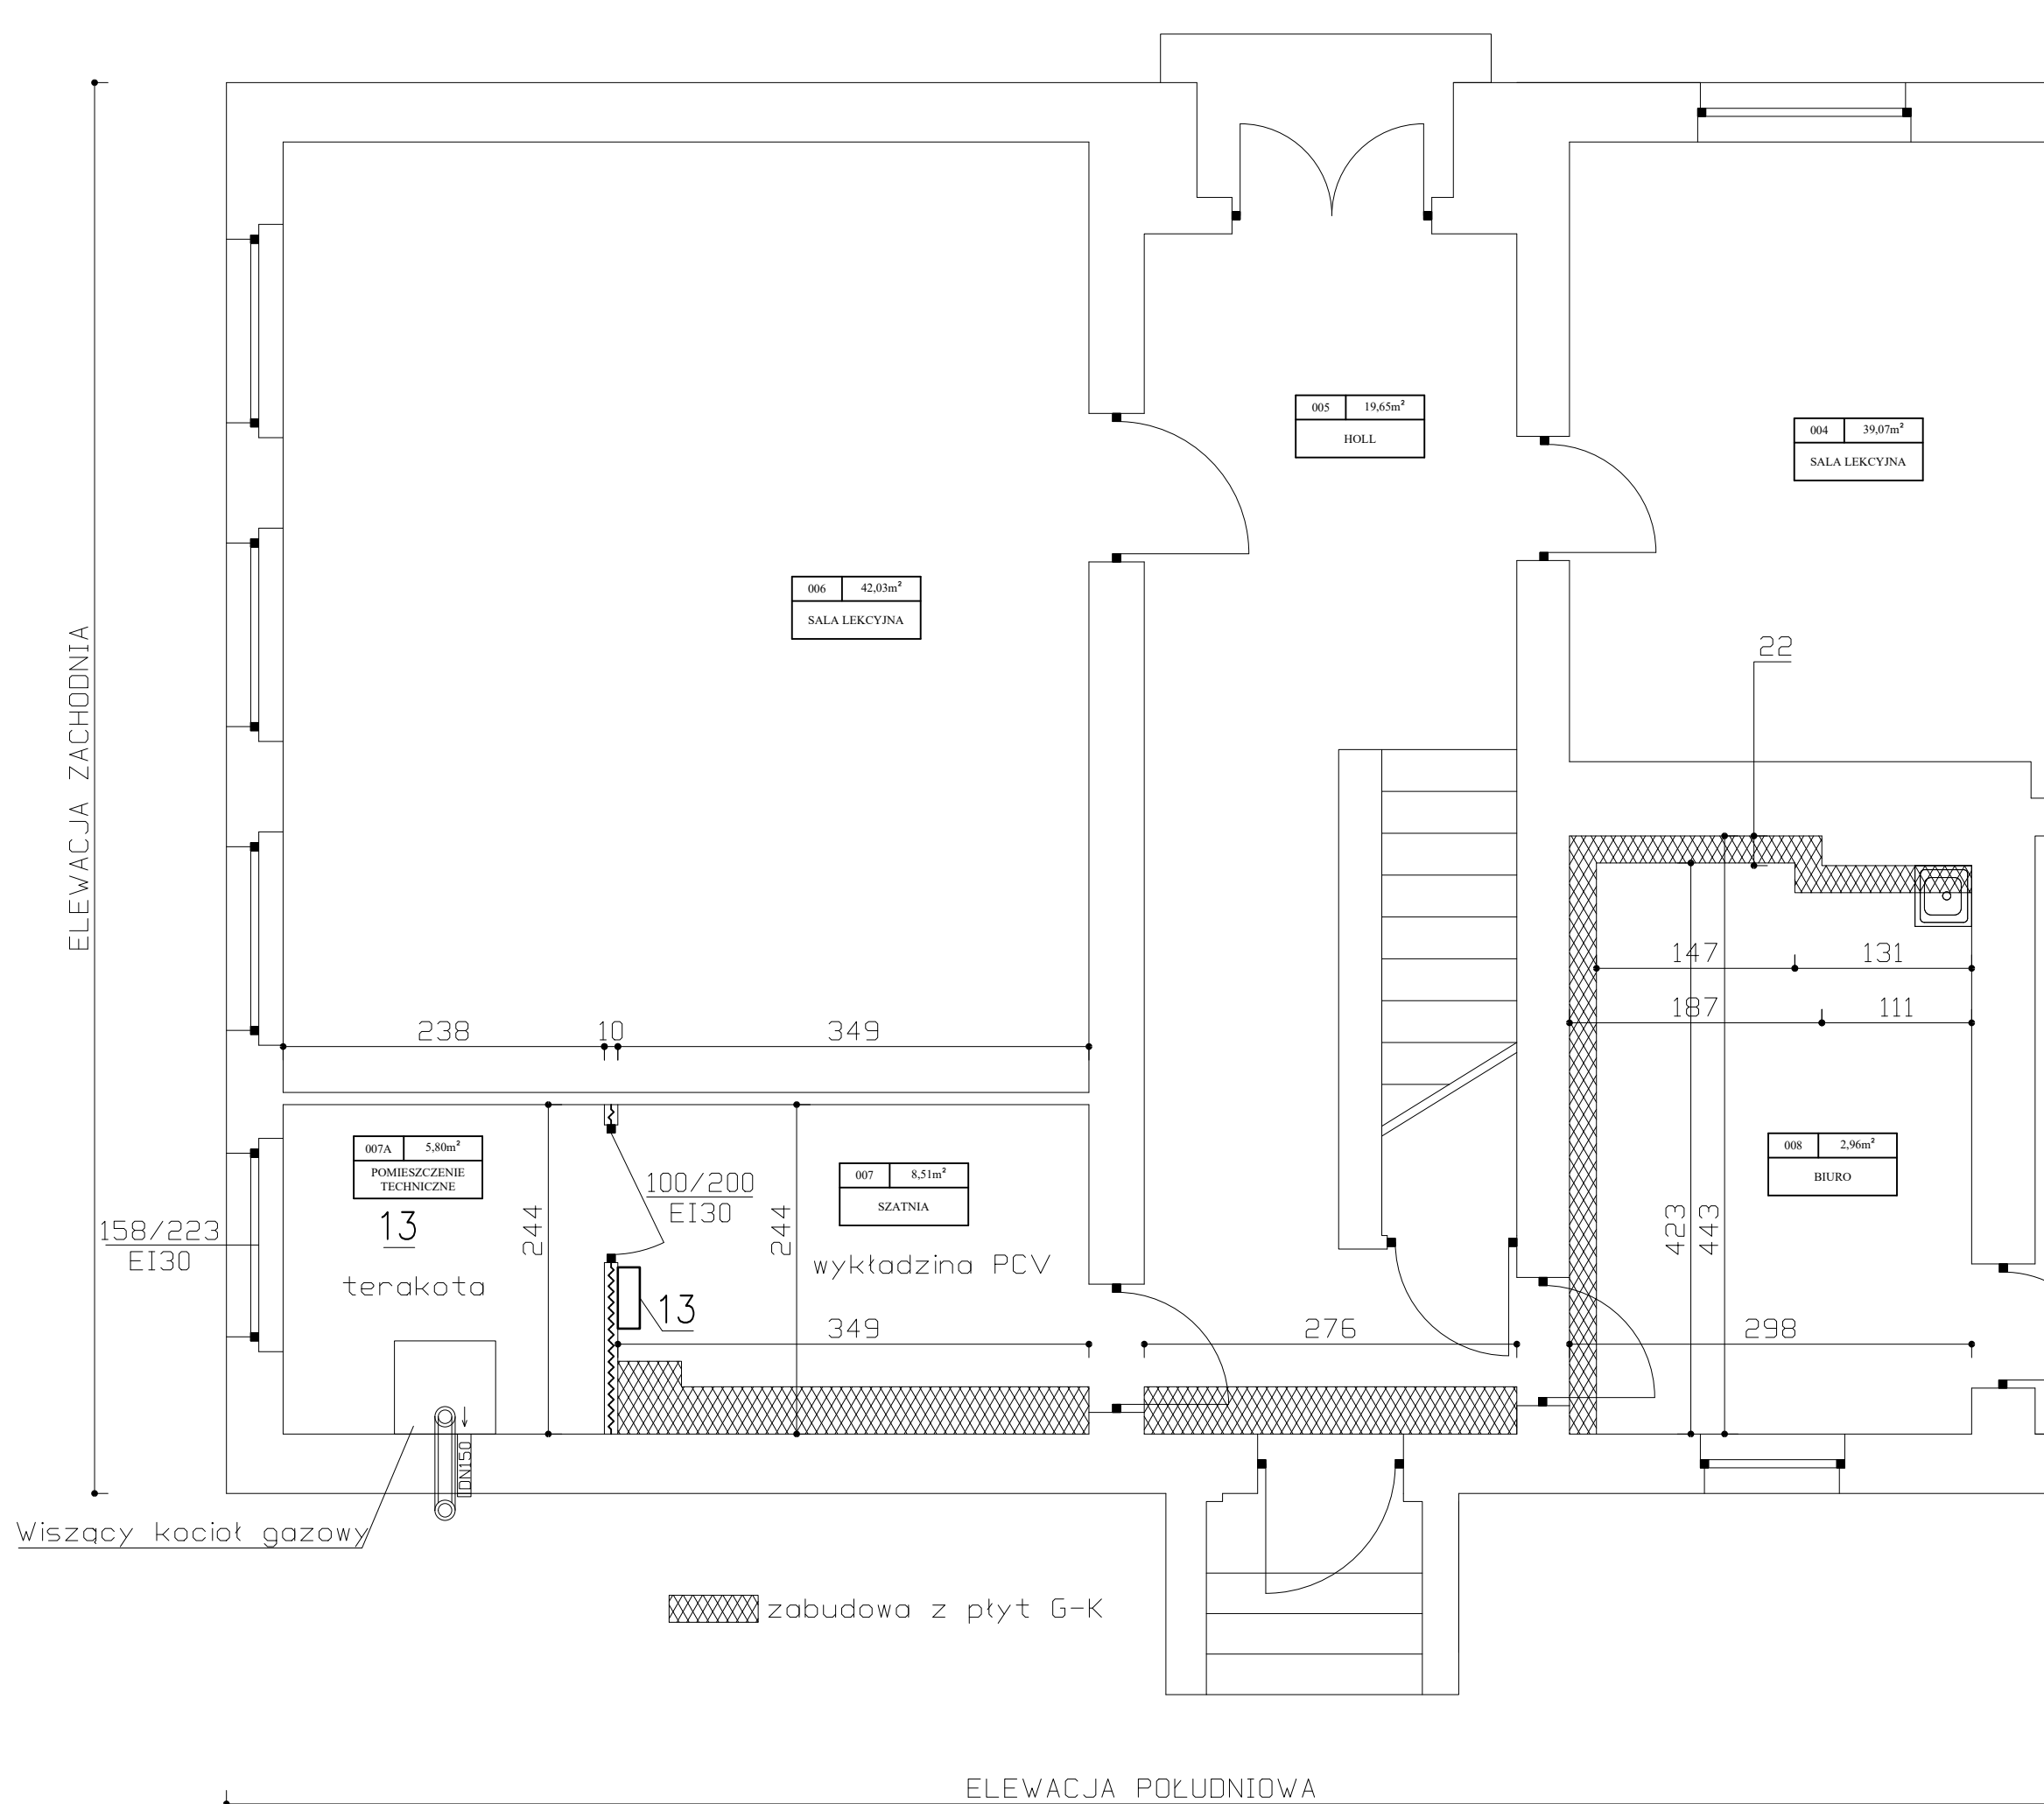 005 19,65m²
HOLL
004 39,07m²
SALA LEKCYJNA
006 42,03m²
SALA LEKCYJNA
ELEWACJA ZACHODNIA
22
147 131
187 111
238 10 349
007A 5,80m²
POMIESZCZENIE
TECHNICZNE
13
terakota
158/223
EI30
244
100/200
EI30
244
007 8,51m²
SZATNIA
wykładzina PCV
13
008 2,96m²
BIURO
423
443
349
276
298
DN150
Wiszący kocioł gazowy
zabudowa z płyt G-K
ELEWACJA POŁUDNIOWA